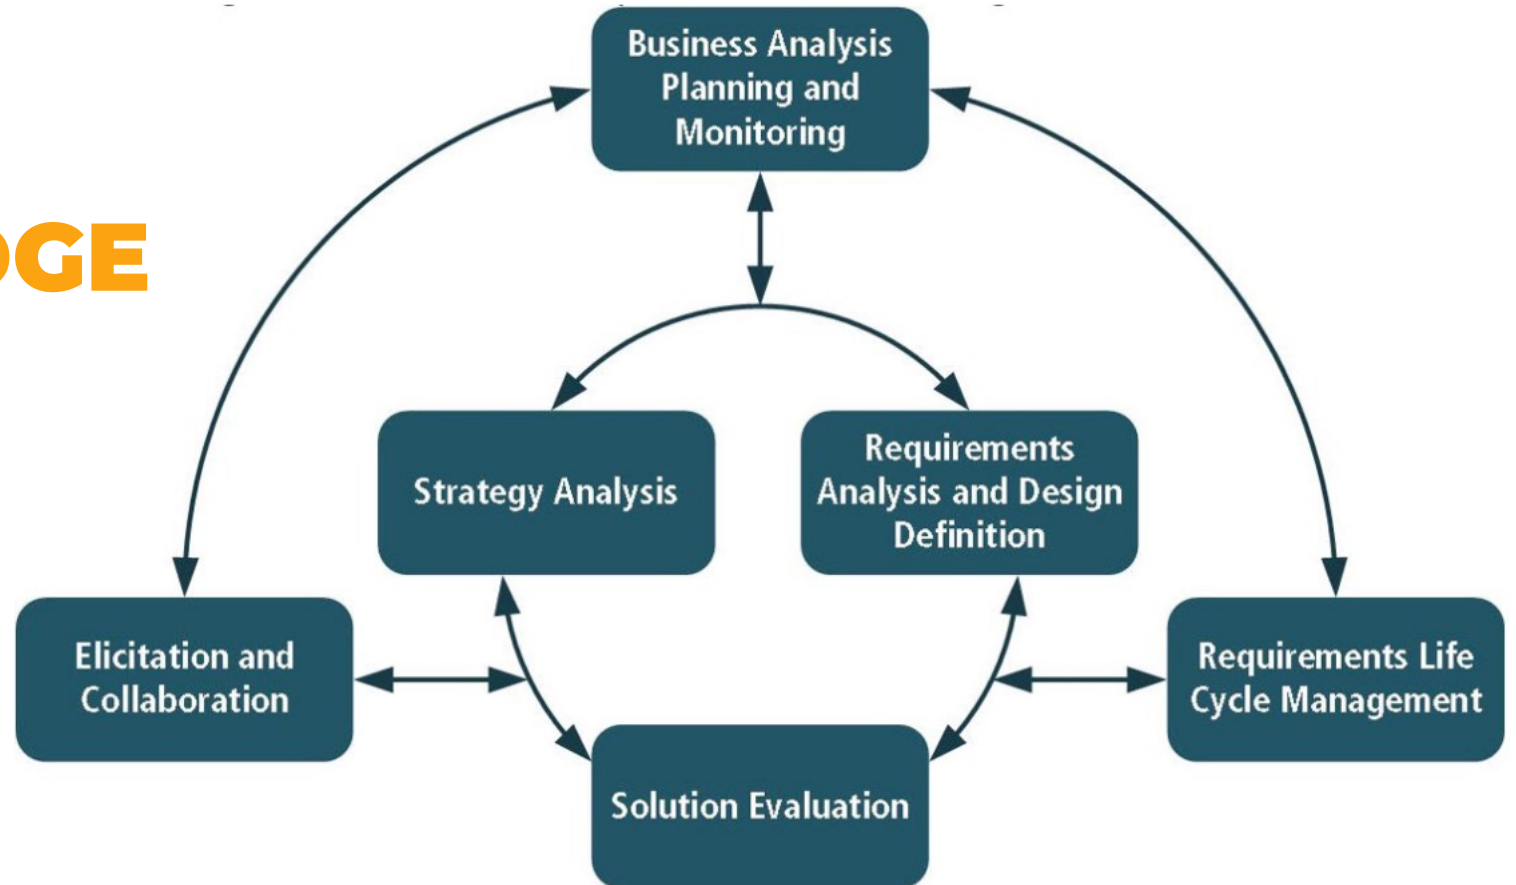 Business Analysis
Planning and
Monitoring
DGE
Strategy Analysis
Requirements
Analysis and Design
Definition
Elicitation and
Collaboration
Requirements Life
Cycle Management
Solution Evaluation